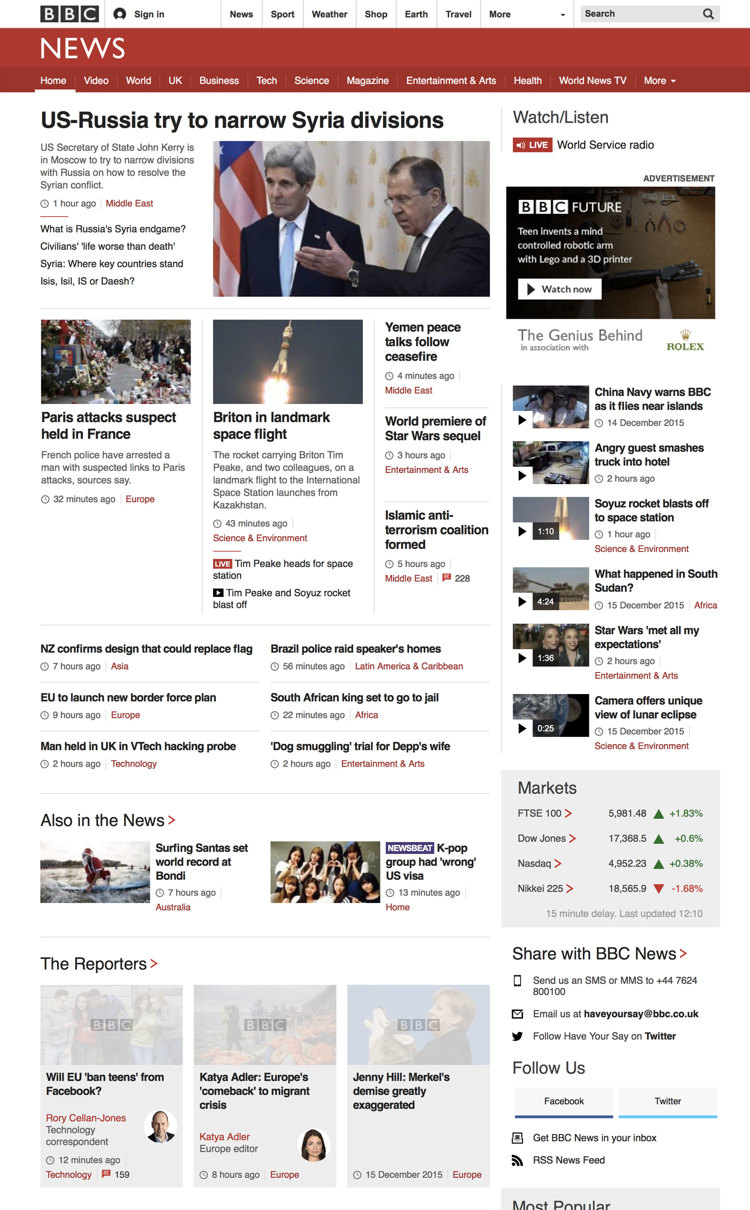 BBC
Sign in
News
Sport
Weather
Shop
Earth
Travel
More
Search
NEWS
Home
Video
World
UK
Business
Tech
Science
Magazine
Entertainment & Arts
Health
World News TV
More
US-Russia try to narrow Syria divisions
US Secretary of State John Kerry is
in Moscow to try to narrow divisions
with Russia on how to resolve the
Syrian conflict.
1 hour ago
Middle East
What is Russia's Syria endgame?
Civilians' 'life worse than death'
Syria: Where key countries stand
Isis, Isil, IS or Daesh?
Paris attacks suspect
held in France
French police have arrested a
man with suspected links to Paris
attacks, sources say.
32 minutes ago
Europe
Briton in landmark
space flight
The rocket carrying Briton Tim
Peake, and two colleagues, on a
landmark flight to the International
Space Station launches from
Kazakhstan.
43 minutes ago
Science & Environment
LIVE Tim Peake heads for space
station
Tim Peake and Soyuz rocket
blast off
Yemen peace
talks follow
ceasefire
4 minutes ago
Middle East
World premiere of
Star Wars sequel
3 hours ago
Entertainment & Arts
Islamic anti-
terrorism coalition
formed
5 hours ago
Middle East
228
NZ confirms design that could replace flag
7 hours ago
Asia
Brazil police raid speaker's homes
56 minutes ago
Latin America & Caribbean
EU to launch new border force plan
9 hours ago
Europe
South African king set to go to jail
22 minutes ago
Africa
Man held in UK in VTech hacking probe
2 hours ago
Technology
'Dog smuggling' trial for Depp's wife
2 hours ago
Entertainment & Arts
Also in the News
Surfing Santas set
world record at
Bondi
7 hours ago
Australia
NEWSBEAT K-pop
group had 'wrong'
US visa
13 minutes ago
Home
The Reporters
BBC
Will EU 'ban teens' from
Facebook?
Rory Cellan-Jones
Technology
correspondent
12 minutes ago
Technology
159
BBC
Katya Adler: Europe's
'comeback' to migrant
crisis
Katya Adler
Europe editor
8 hours ago
Europe
BBC
Jenny Hill: Merkel's
demise greatly
exaggerated
15 December 2015
Europe
Watch/Listen
LIVE World Service radio
ADVERTISEMENT
BBC FUTURE
Teen invents a mind
controlled robotic arm
with Lego and a 3D printer
Watch now
The Genius Behind
in association with
ROLEX
China Navy warns BBC
as it flies near islands
14 December 2015
Angry guest smashes
truck into hotel
2 hours ago
1:10
Soyuz rocket blasts off
to space station
1 hour ago
Science & Environment
4:24
What happened in South
Sudan?
15 December 2015
Africa
1:36
Star Wars 'met all my
expectations'
2 hours ago
Entertainment & Arts
0:25
Camera offers unique
view of lunar eclipse
15 December 2015
Science & Environment
Markets
FTSE 100 5,981.48 +1.83%
Dow Jones 17,368.5 +0.6%
Nasdaq 4,952.23 +0.38%
Nikkei 225 18,565.9 -1.68%
15 minute delay. Last updated 12:10
Share with BBC News
Send us an SMS or MMS to +44 7624
800100
Email us at haveyoursay@bbc.co.uk
Follow Have Your Say on Twitter
Follow Us
Facebook
Twitter
Get BBC News in your inbox
RSS News Feed
Most Popular